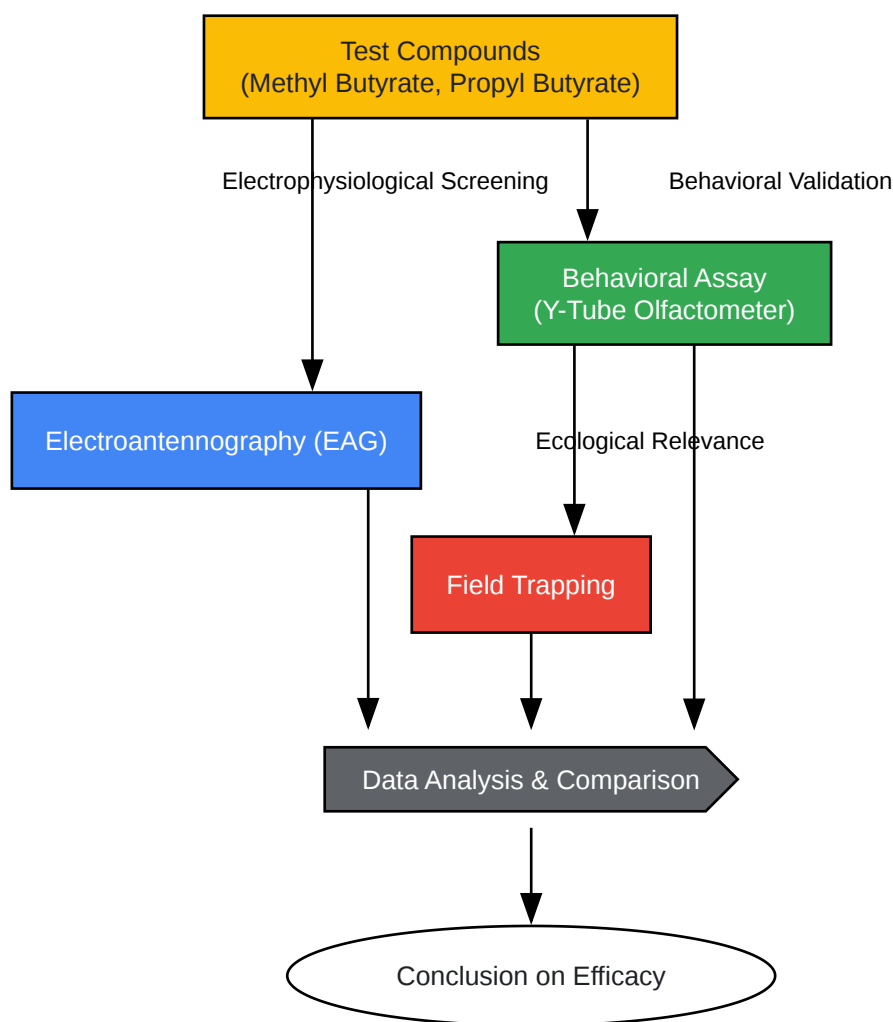 Test Compounds
(Methyl Butyrate, Propyl Butyrate)
Electrophysiological Screening
Behavioral Validation
Behavioral Assay
(Y-Tube Olfactometer)
Electroantennography (EAG)
Ecological Relevance
Field Trapping
Data Analysis & Comparison
Conclusion on Efficacy